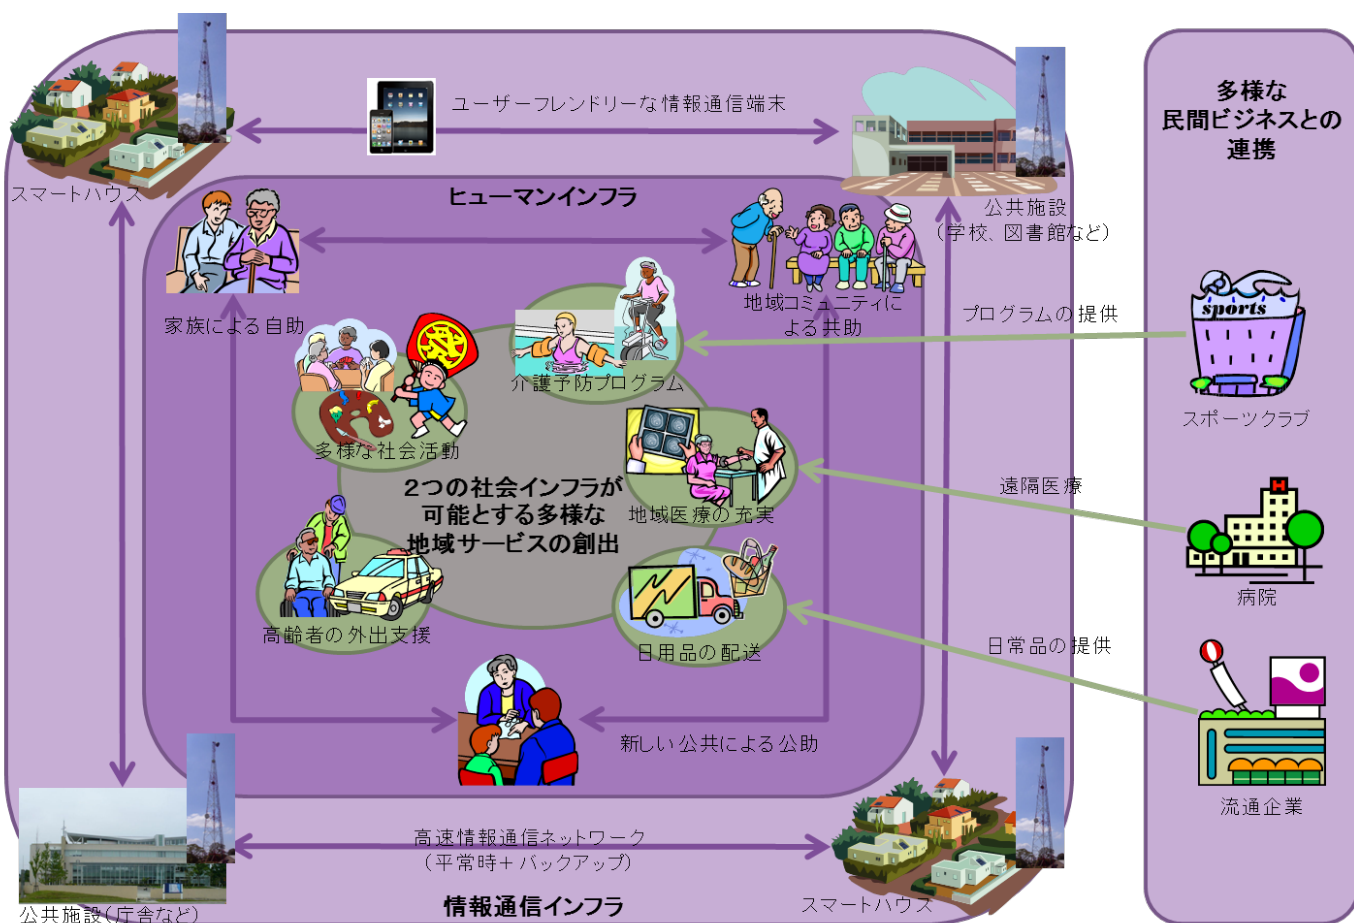 ユーザーフレンドリーな情報通信端末
スマートハウス
公共施設
(学校、図書館など)
ヒューマンインフラ
家族による自助
地域コミュニティに
よる共助
介護予防プログラム
多様な社会活動
2つの社会インフラが
可能とする多様な
地域サービスの創出
地域医療の充実
高齢者の外出支援
日用品の配送
新しい公共による公助
高速情報通信ネットワーク
(平常時+バックアップ)
情報通信インフラ
公共施設(庁舎など)
スマートハウス
多様な
民間ビジネスとの
連携
プログラムの提供
sports
スポーツクラブ
遠隔医療
H
病院
日常品の提供
流通企業